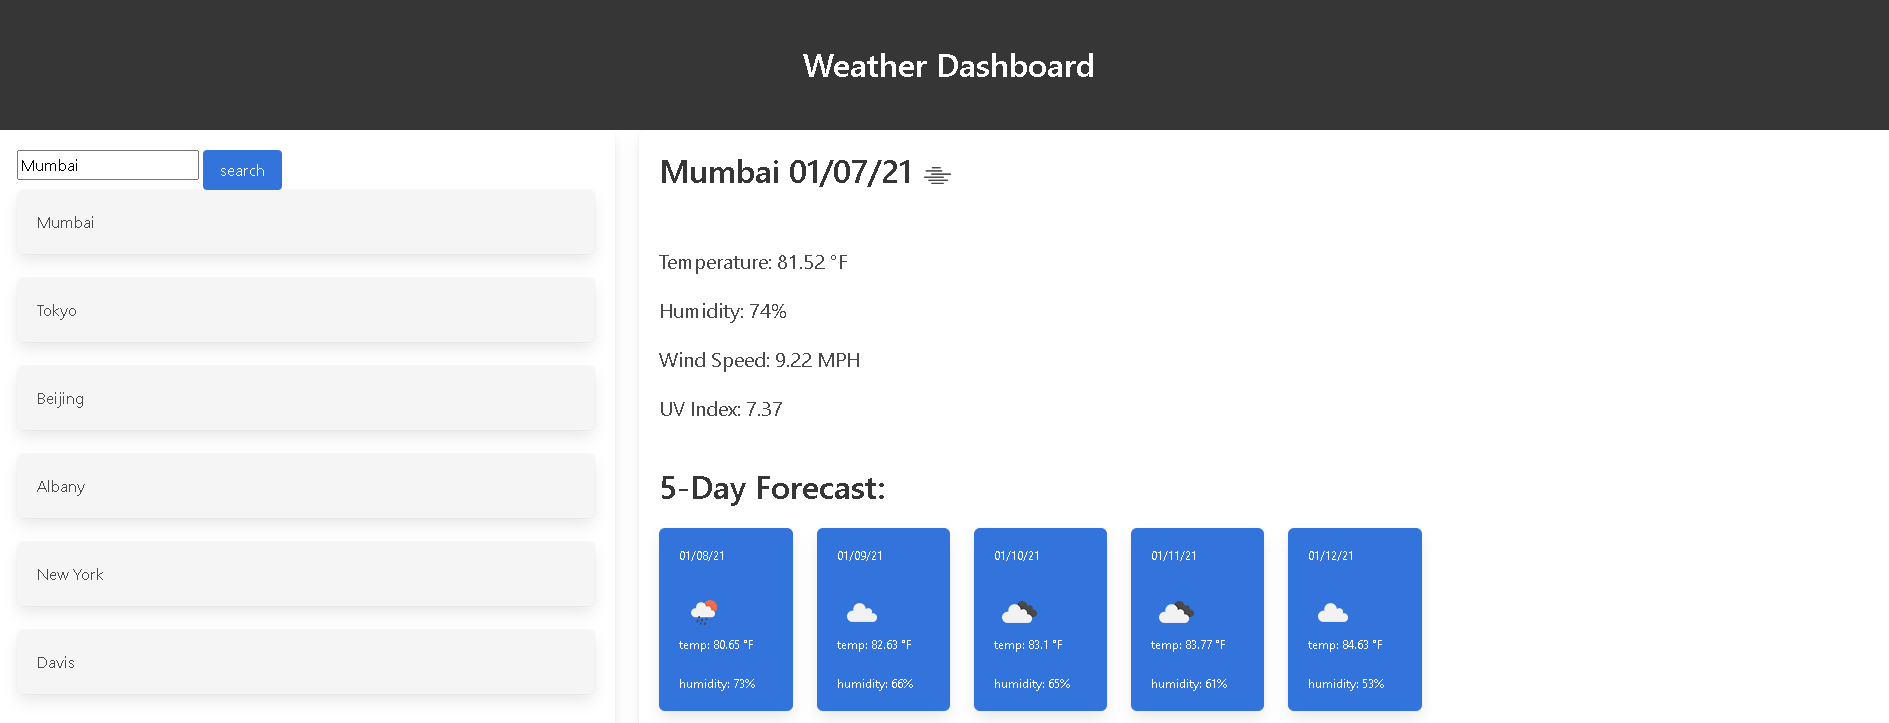 Weather Dashboard
Mumbai
search
Mumbai
Tokyo
Beijing
Albany
New York
Davis
Mumbai 01/07/21
Temperature: 81.52 °F
Humidity: 74%
Wind Speed: 9.22 MPH
UV Index: 7.37
5-Day Forecast:
01/08/21
temp: 80.65 °F
humidity: 73%
01/09/21
temp: 82.63 °F
humidity: 66%
01/10/21
temp: 83.1 °F
humidity: 65%
01/11/21
temp: 83.77 °F
humidity: 61%
01/12/21
temp: 84.63 °F
humidity: 53%